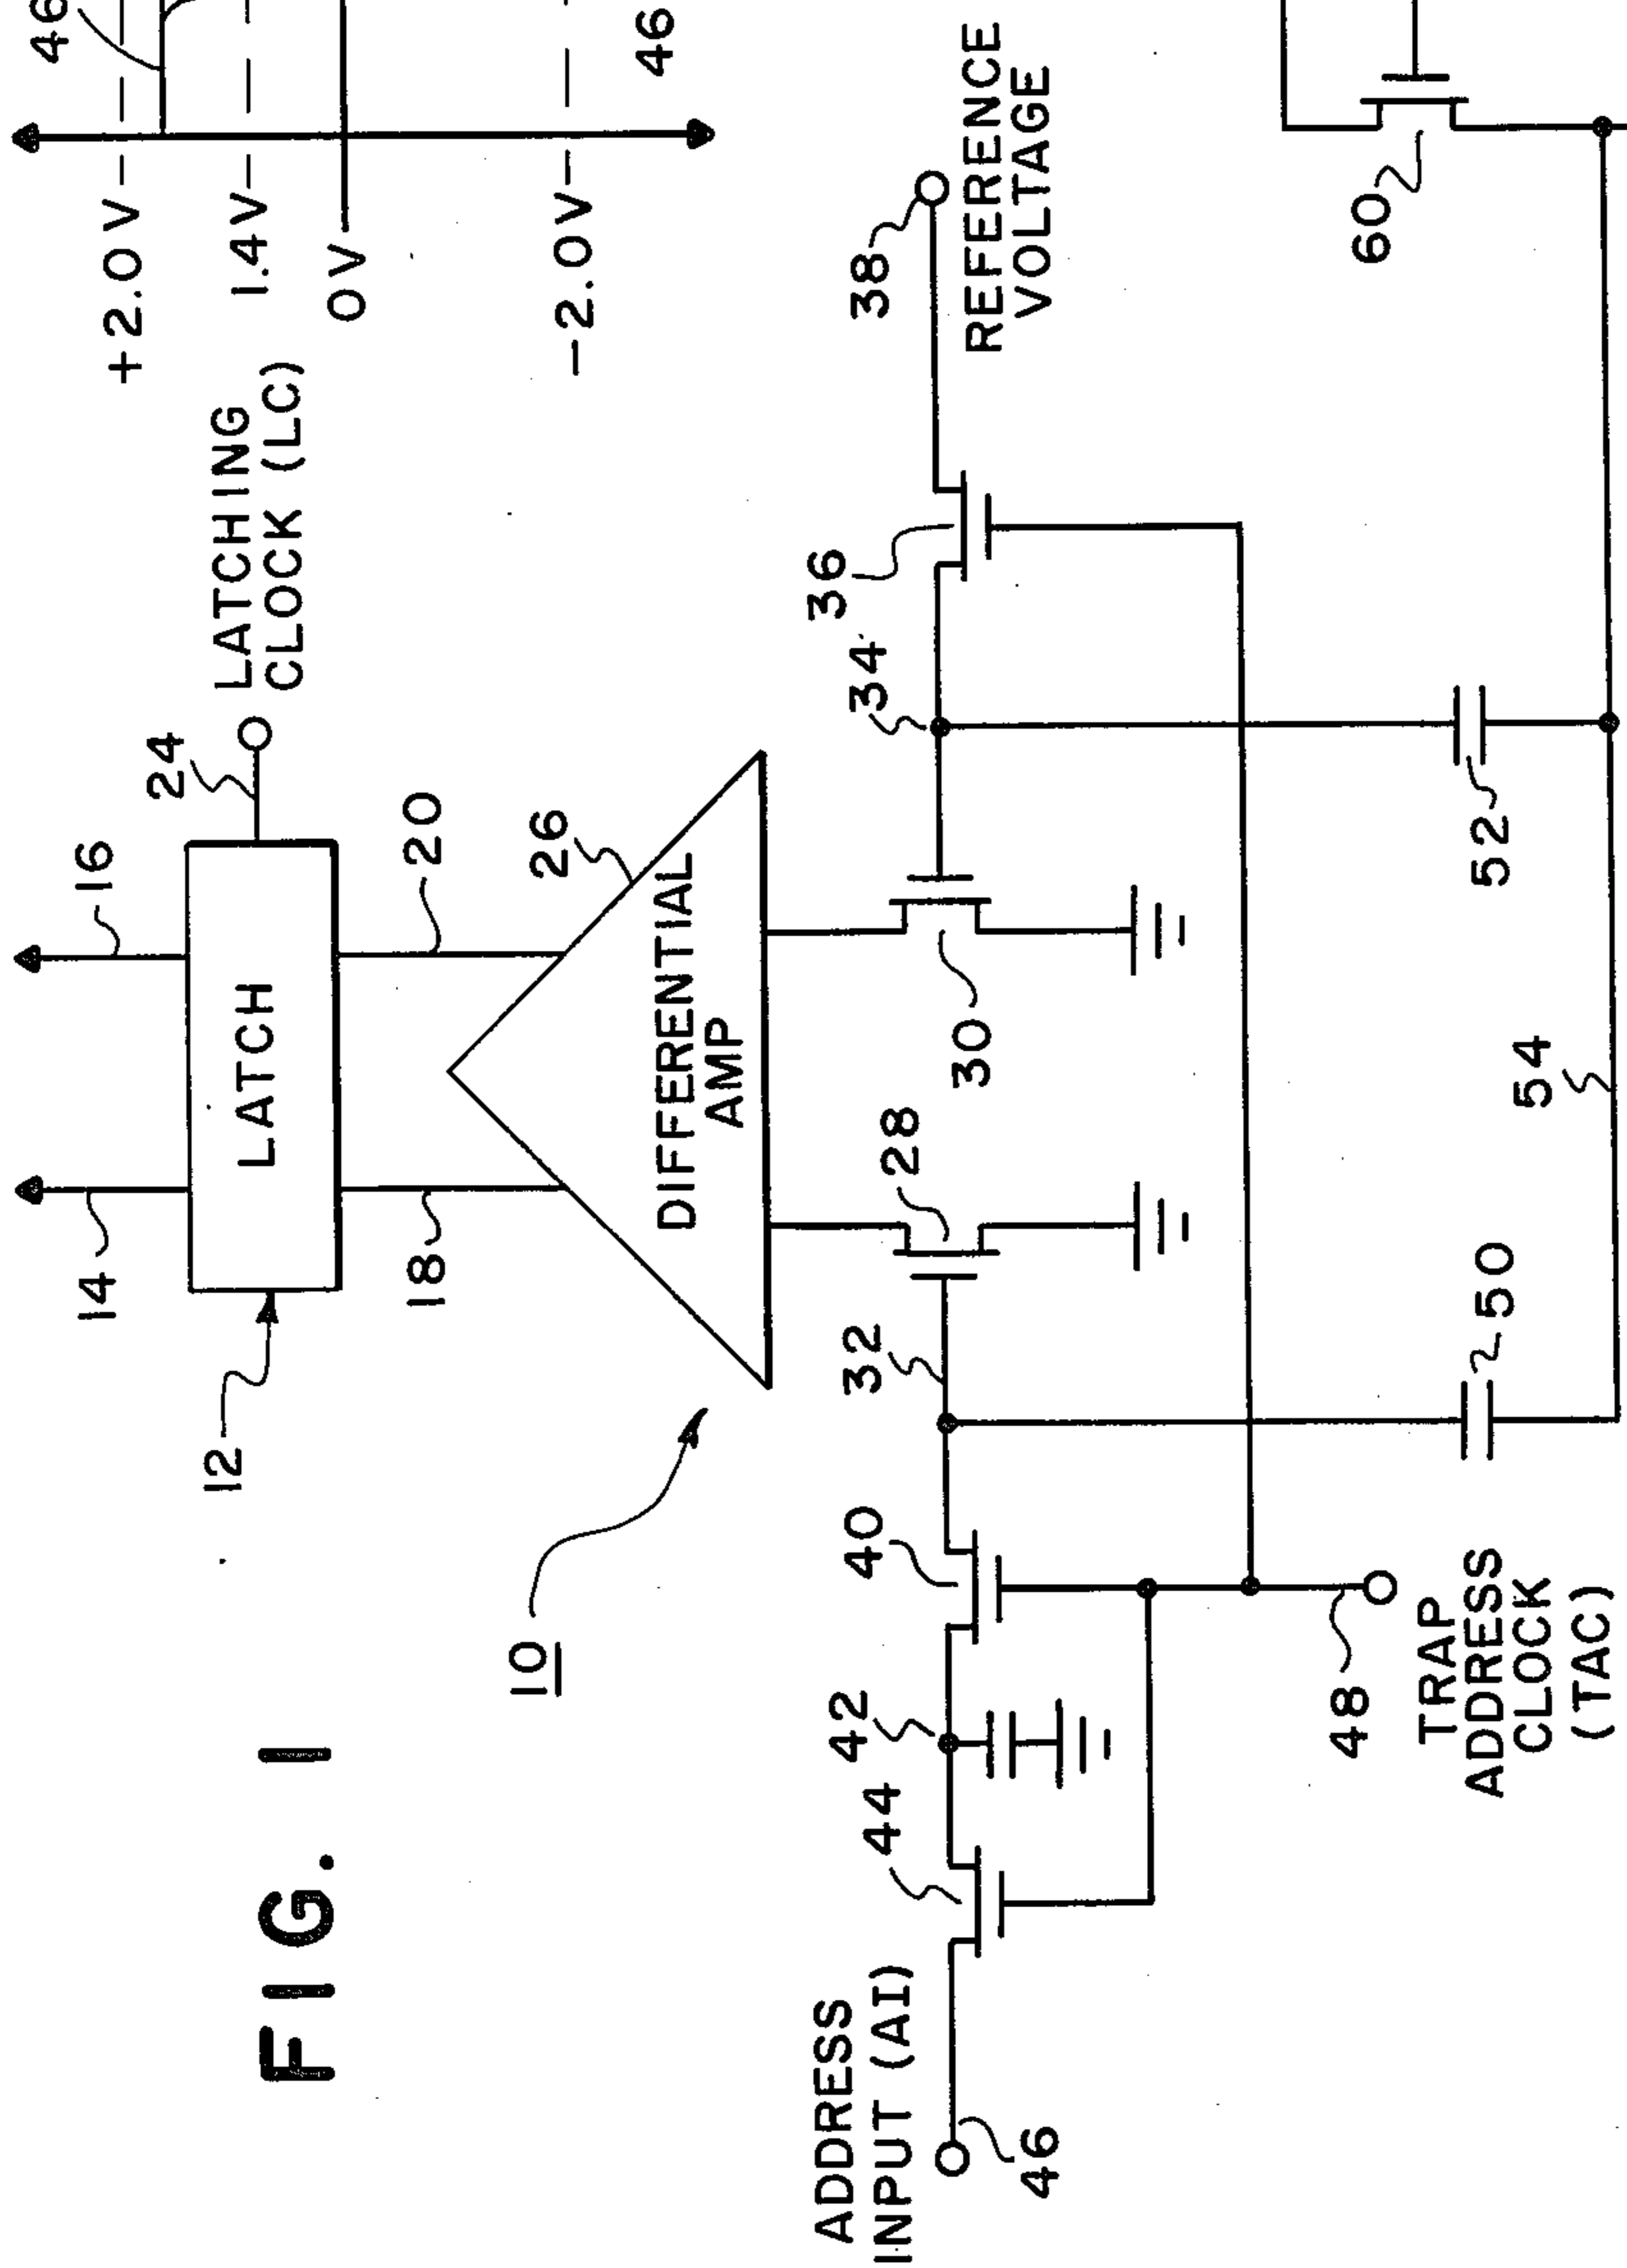 FIG. 1
10
12
14
16
LATCH
18
20
24
LATCHING
CLOCK (LC)
26
DIFFERENTIAL
AMP
28
30
32
34
36
38
REFERENCE
VOLTAGE
40
42
44
ADDRESS
INPUT (AI)
46
48
TRAP
ADDRESS
CLOCK
(TAC)
50
52
54
60
+2.0V
1.4V
0V
-2.0V
46
46